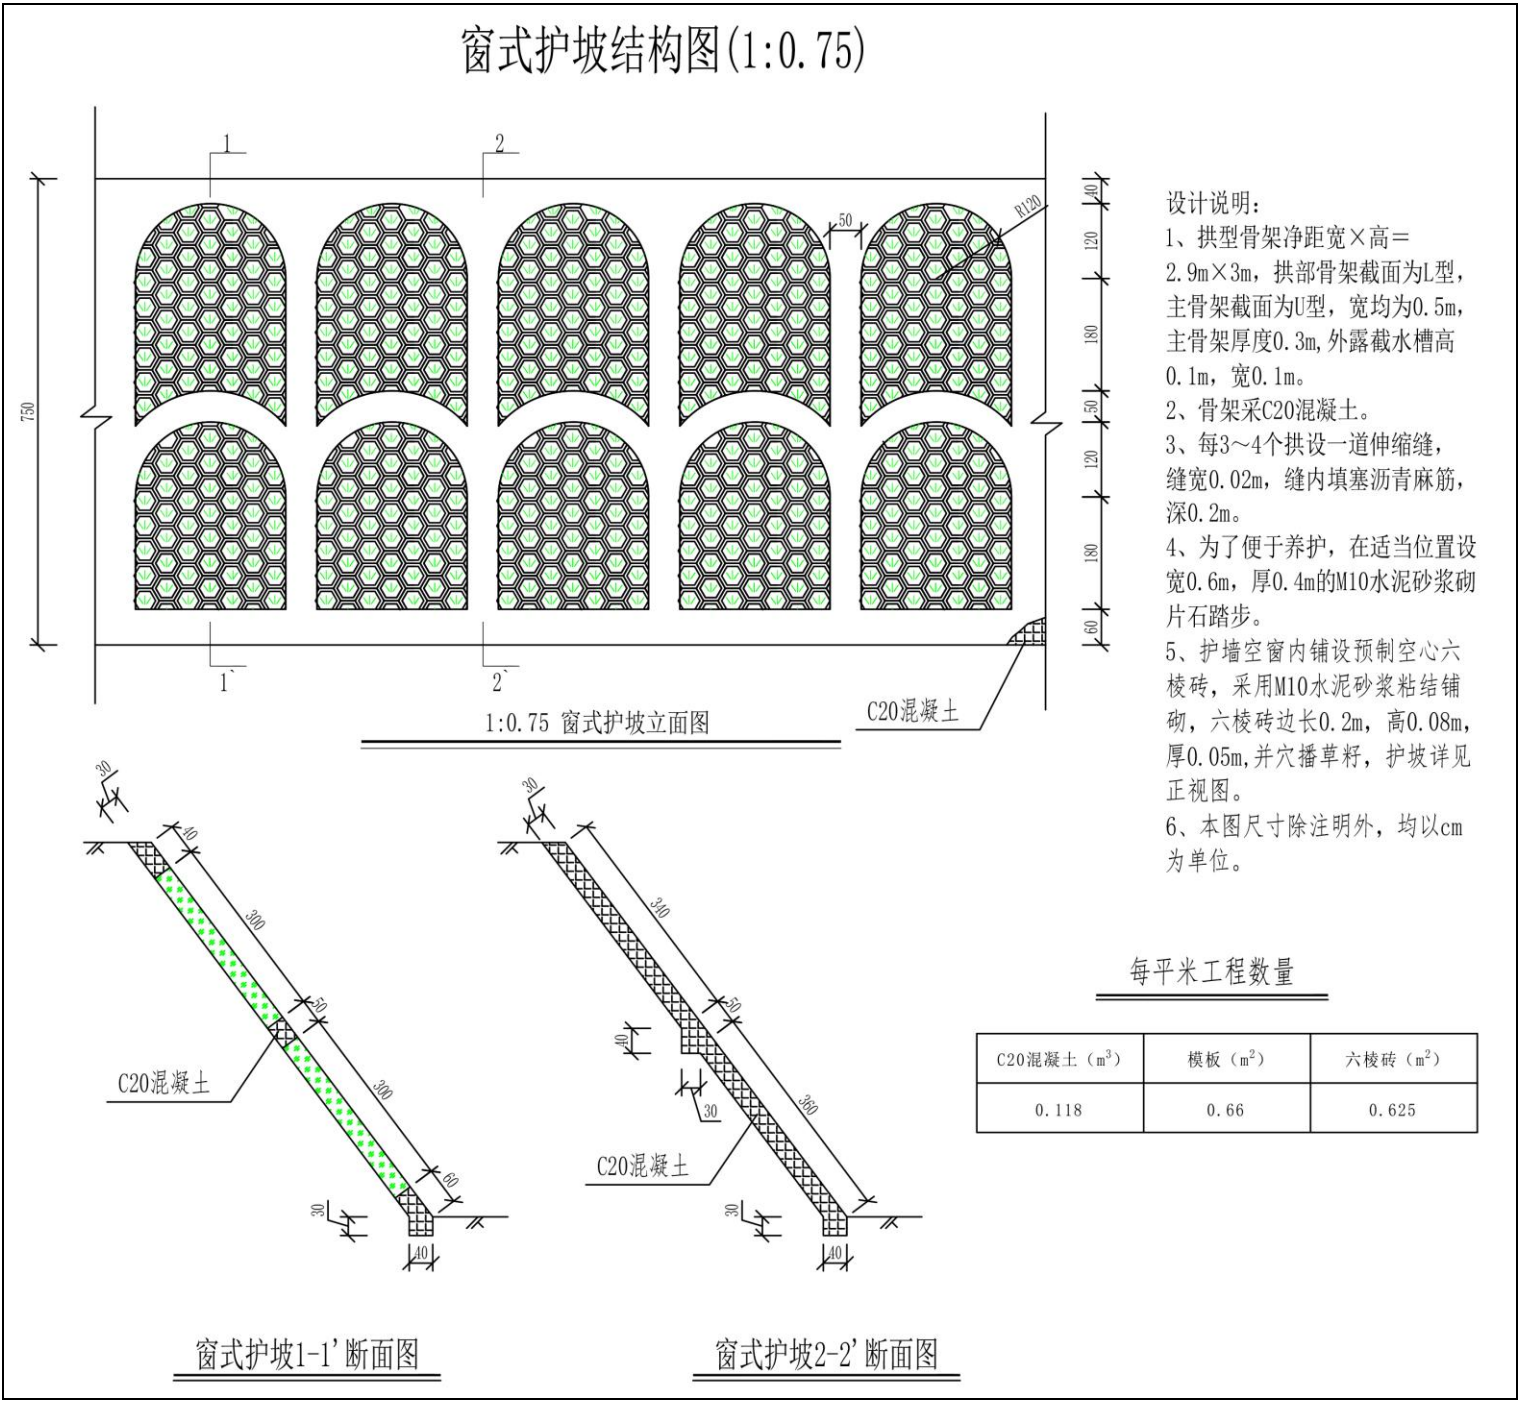 窗式护坡结构图(1:0.75)
1
2
750
50
R120
40
120
180
50
120
180
60
1`
2`
C20混凝土
1:0.75 窗式护坡立面图
设计说明:
1、拱型骨架净距宽×高＝
2.9m×3m，拱部骨架截面为L型，
主骨架截面为U型，宽均为0.5m，
主骨架厚度0.3m,外露截水槽高
0.1m，宽0.1m。
2、骨架采C20混凝土。
3、每3～4个拱设一道伸缩缝，
缝宽0.02m，缝内填塞沥青麻筋，
深0.2m。
4、为了便于养护，在适当位置设
宽0.6m，厚0.4m的M10水泥砂浆砌
片石踏步。
5、护墙空窗内铺设预制空心六
棱砖，采用M10水泥砂浆粘结铺
砌，六棱砖边长0.2m，高0.08m，
厚0.05m,并穴播草籽，护坡详见
正视图。
6、本图尺寸除注明外，均以cm
为单位。
30
40
300
50
300
60
C20混凝土
30
40
窗式护坡1-1'断面图
30
340
50
360
40
30
C20混凝土
30
40
窗式护坡2-2'断面图
每平米工程数量
C20混凝土（m³） 模板（m²） 六棱砖（m²）
0.118 0.66 0.625